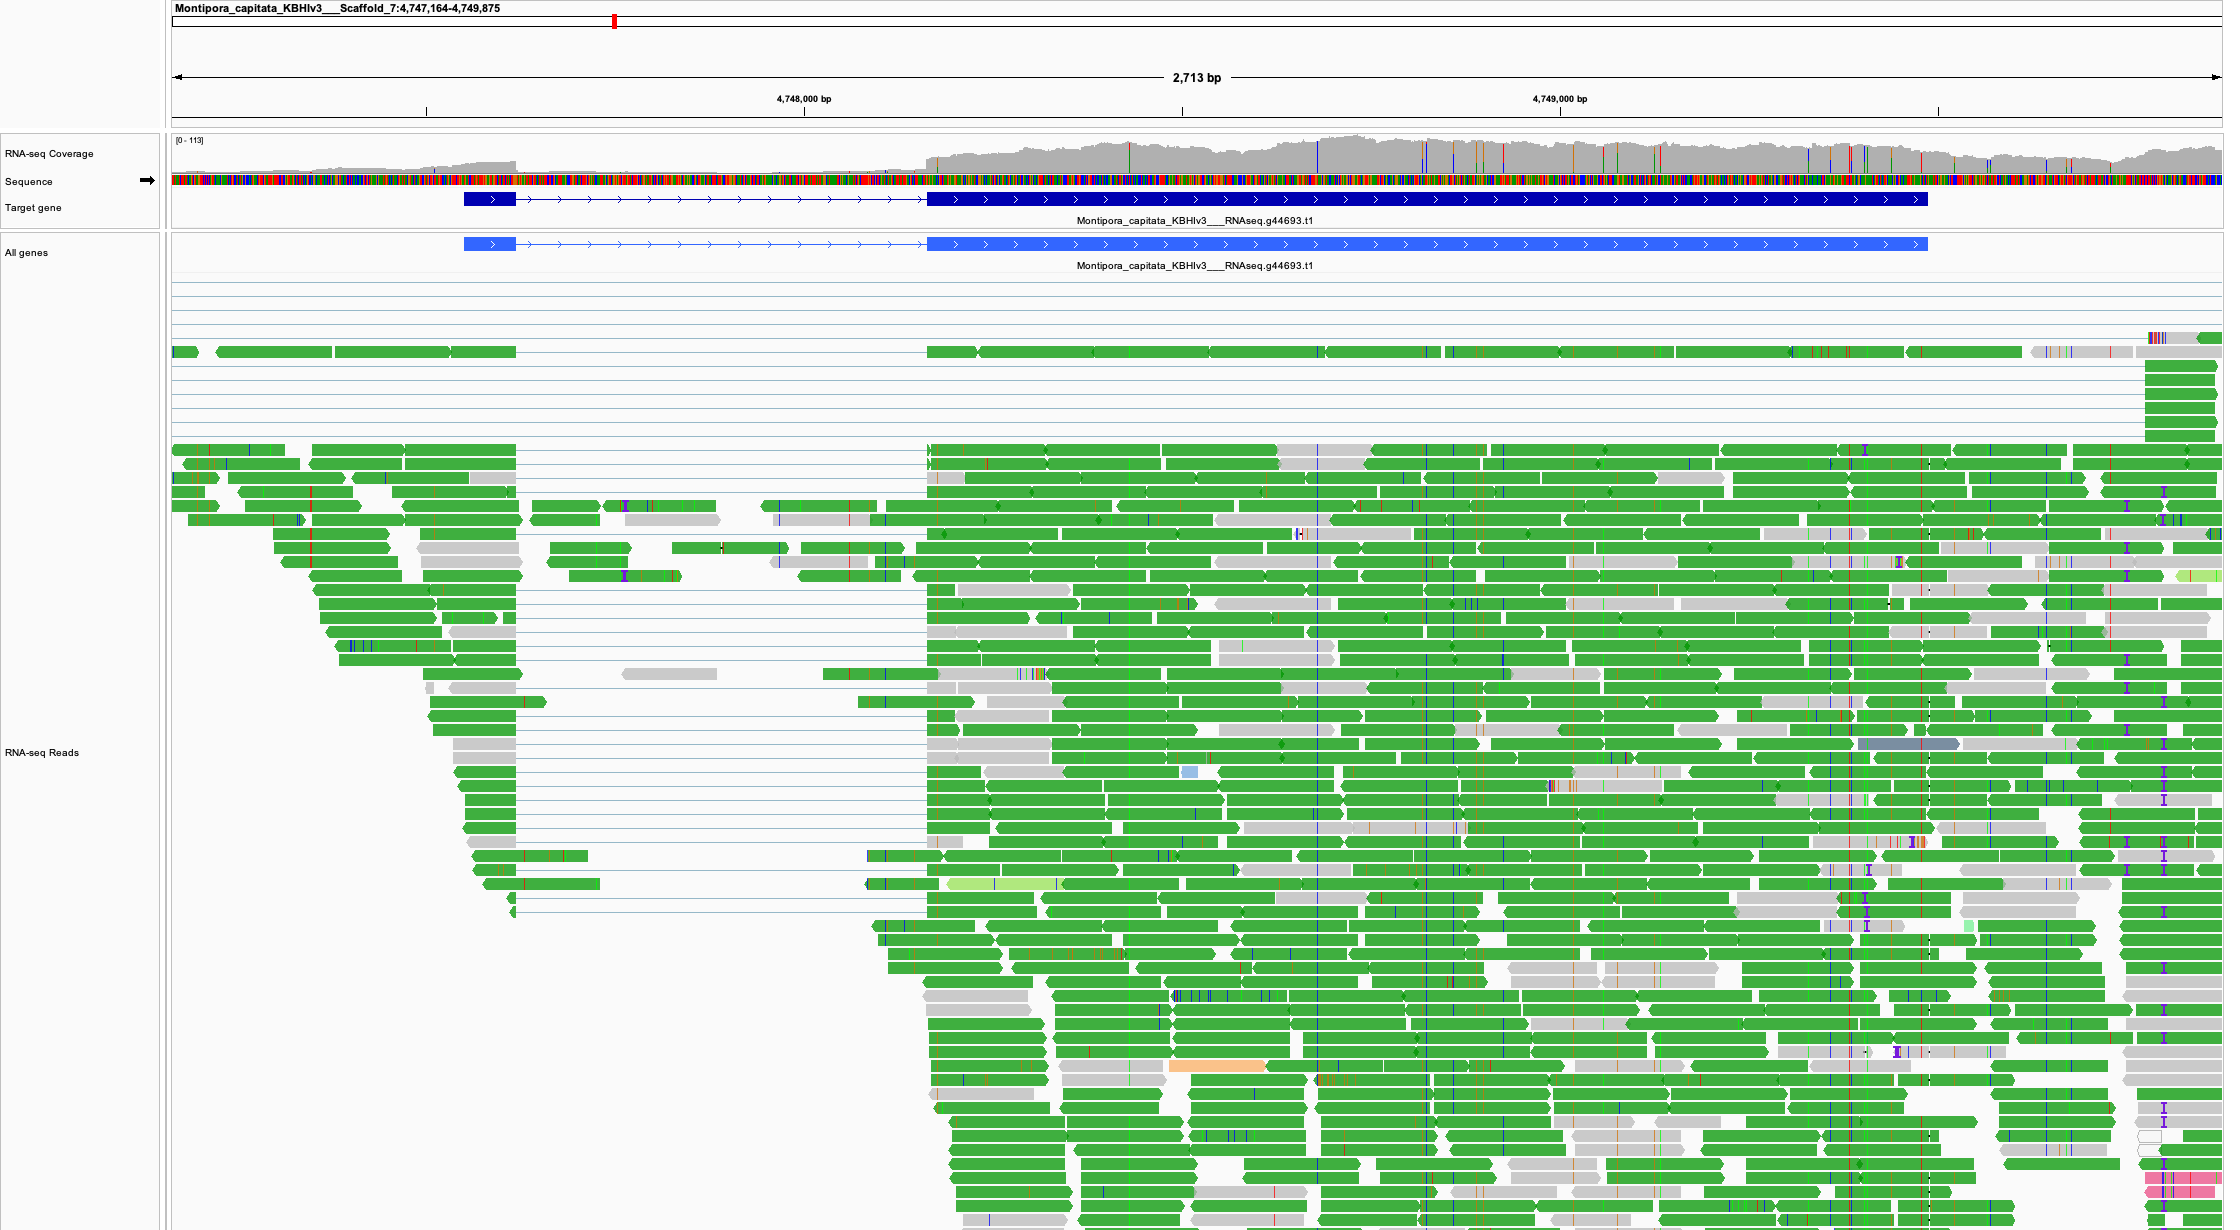 Montipora_capitata_KBHIv3___Scaffold_7:4,747,164-4,749,875
2,713 bp
4,748,000 bp
4,749,000 bp
[0 - 113]
RNA-seq Coverage
Sequence
Target gene
Montipora_capitata_KBHIv3___RNAseq.g44693.t1
All genes
Montipora_capitata_KBHIv3___RNAseq.g44693.t1
RNA-seq Reads